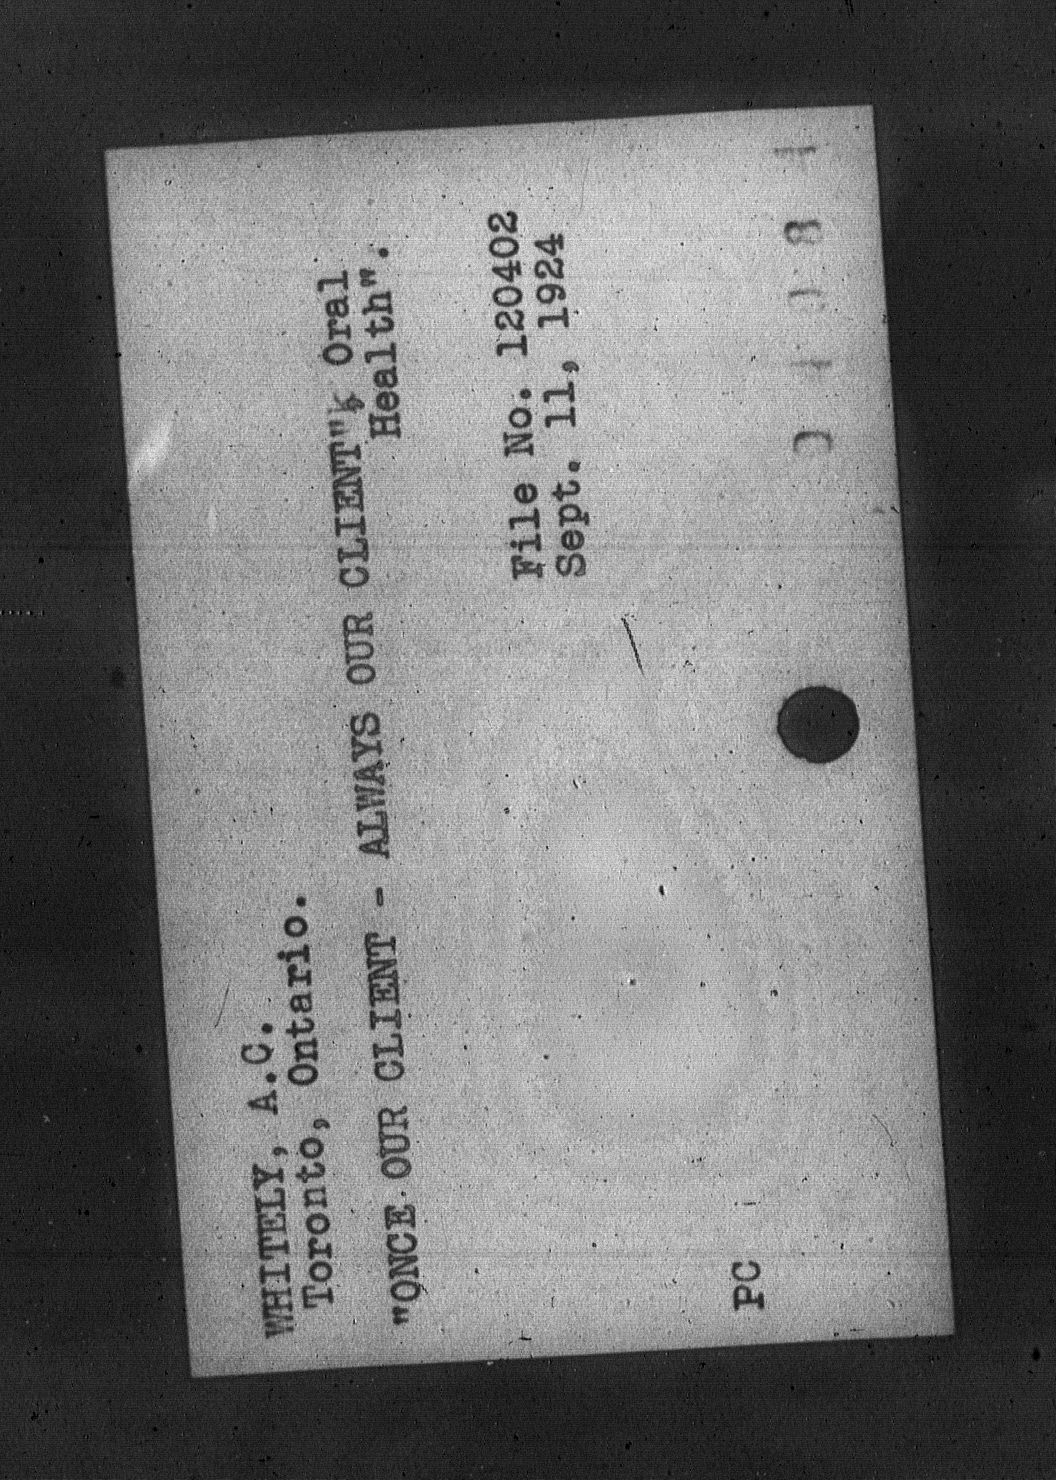 WHITELY, A.C.
Toronto, Ontario.
"ONCE OUR CLIENT - ALWAYS OUR CLIENT", Oral
Health".
File No. 120402
Sept. 11, 1924
PC